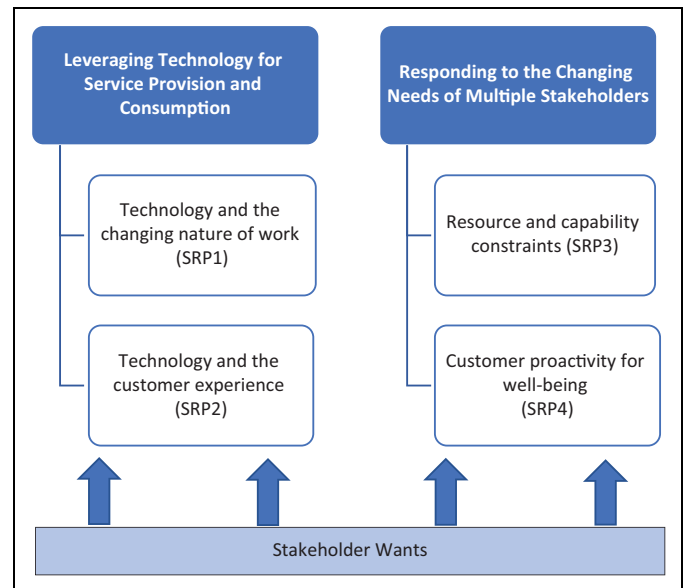 Leveraging Technology for
Service Provision and
Consumption
Technology and the
changing nature of work
(SRP1)
Technology and the
customer experience
(SRP2)
Responding to the Changing
Needs of Multiple Stakeholders
Resource and capability
constraints (SRP3)
Customer proactivity for
well-being
(SRP4)
Stakeholder Wants